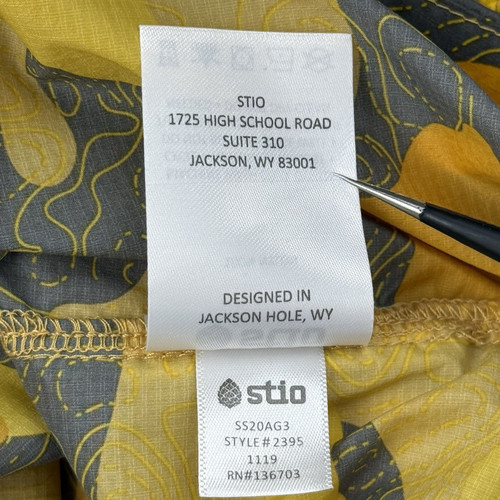 STIO
1725 HIGH SCHOOL ROAD
SUITE 310
JACKSON, WY 83001
DESIGNED IN
JACKSON HOLE, WY
stio
SS20AG3
STYLE#2395
1119
RN#136703